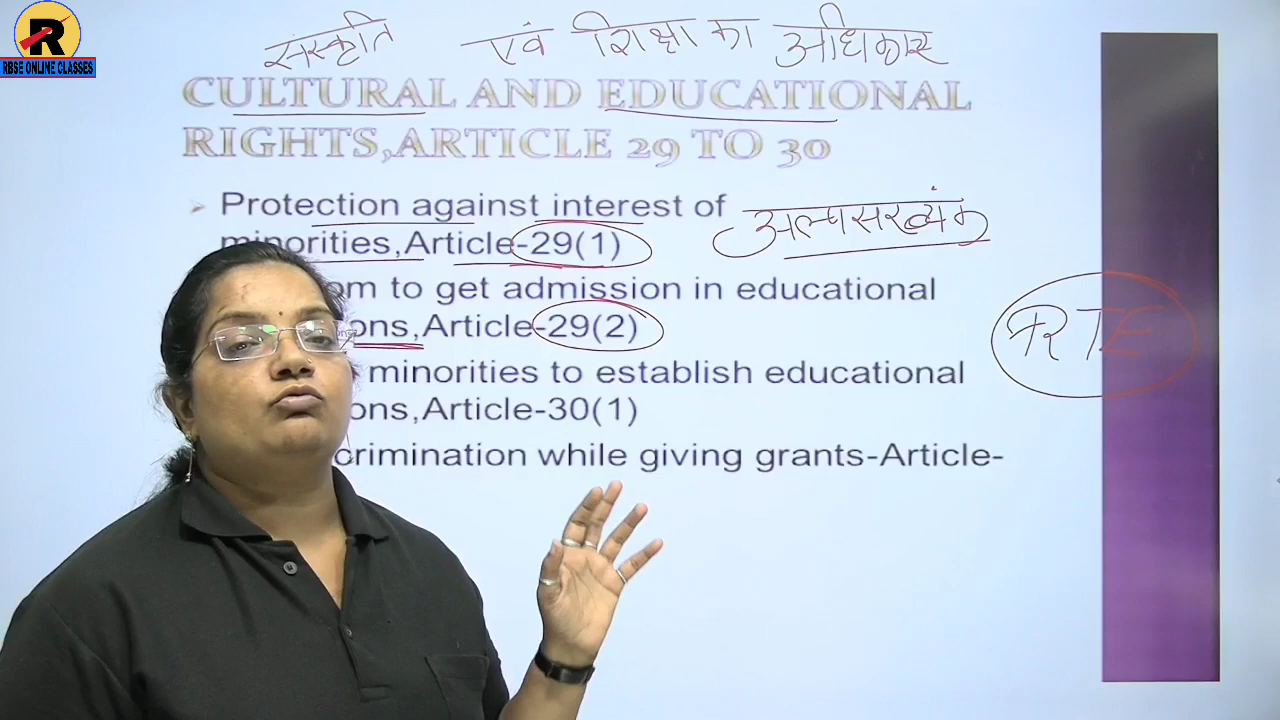 R
RBSE ONLINE CLASSES
संस्कृति एवं शिक्षा का अधिकार
CULTURAL AND EDUCATIONAL
RIGHTS,ARTICLE 29 TO 30
Protection against interest of
minorities,Article-29(1)
अल्पसख्यंक
om to get admission in educational
ons,Article-29(2)
RTE
minorities to establish educational
ons,Article-30(1)
crimination while giving grants-Article-